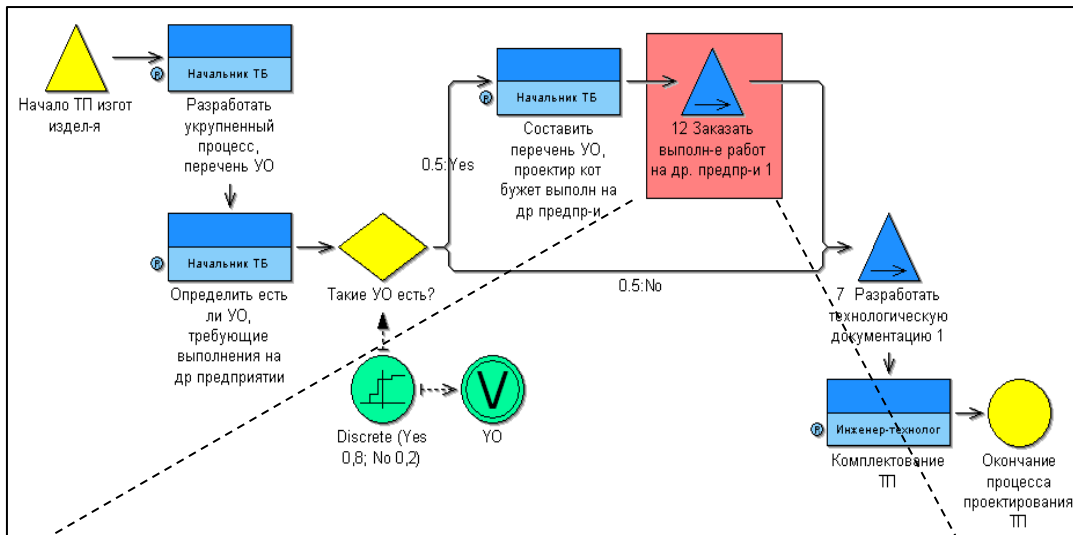 Начальник ТБ
Начало ТП изгот
издел-я
Разработать
укрупненный
процесс,
перечень УО
Начальник ТБ
Составить
перечень УО,
проектир кот
бужет выполн на
др предпр-и
12 Заказать
выполн-е работ
на др. предпр-и 1
0.5:Yes
Начальник ТБ
Определить есть
ли УО,
требующие
выполнения на
др предприятии
Такие УО есть?
0.5:No
7 Разработать
технологическую
документацию 1
Discrete (Yes
0,8; No 0,2)
V
YO
Инженер-технолог
Комплектование
ТП
Окончание
процесса
проектирования
ТП
P
P
P
P